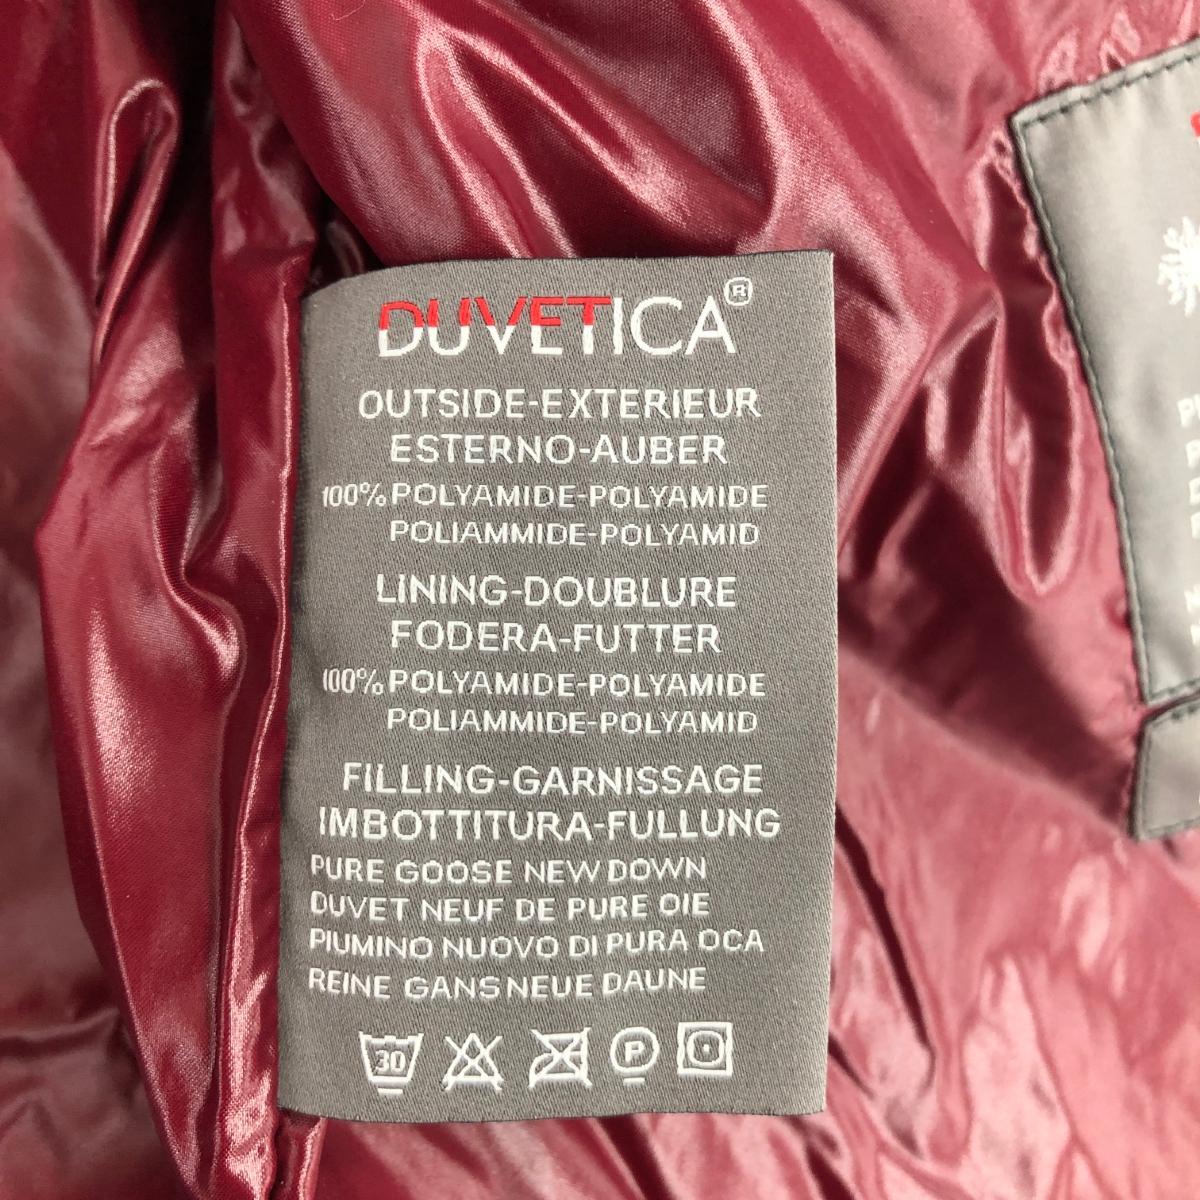 DUVETICA®
OUTSIDE-EXTERIEUR
ESTERNO-AUBER
100% POLYAMIDE-POLYAMIDE
POLIAMMIDE-POLYAMID
LINING-DOUBLURE
FODERA-FUTTER
100% POLYAMIDE-POLYAMIDE
POLIAMMIDE-POLYAMID
FILLING-GARNISSAGE
IMBOTTITURA-FULLUNG
PURE GOOSE NEW DOWN
DUVET NEUF DE PURE OIE
PIUMINO NUOVO DI PURA OCA
REINE GANS NEUE DAUNE
30 P